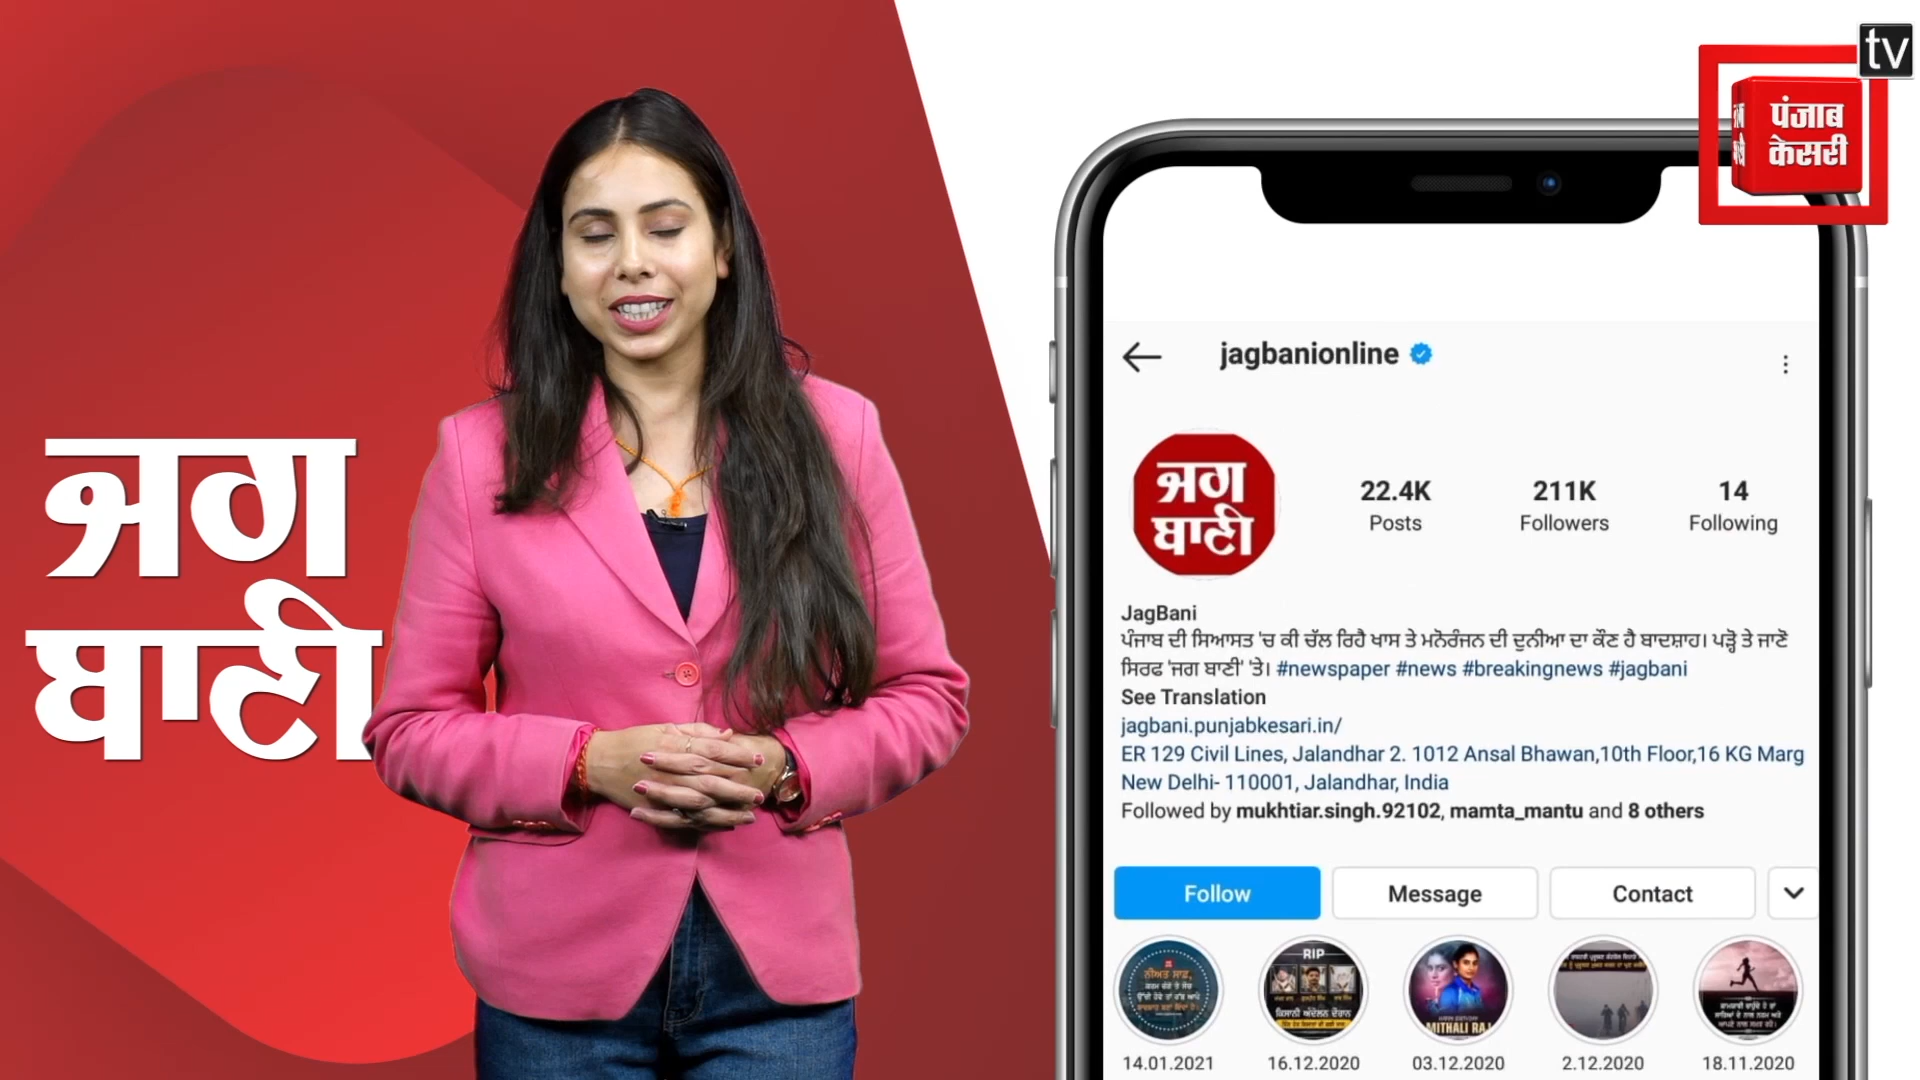 ਜਗ
ਬਾਣੀ
tv
ਪੰਜਾਬ
केसरी
jagbanionline
ਜਗ
ਬਾਣੀ
22.4K
Posts
211K
Followers
14
Following
JagBani
ਪੰਜਾਬ ਦੀ ਸਿਆਸਤ 'ਚ ਕੀ ਚੱਲ ਰਿਹੈ ਖਾਸ ਤੇ ਮਨੋਰੰਜਨ ਦੀ ਦੁਨੀਆ ਦਾ ਕੌਣ ਹੈ ਬਾਦਸ਼ਾਹ। ਪੜ੍ਹੋ ਤੇ ਜਾਣੋ
ਸਿਰਫ 'ਜਗ ਬਾਣੀ' 'ਤੇ। #newspaper #news #breakingnews #jagbani
See Translation
jagbani.punjabkesari.in/
ER 129 Civil Lines, Jalandhar 2. 1012 Ansal Bhawan,10th Floor,16 KG Marg
New Delhi- 110001, Jalandhar, India
Followed by mukhtiar.singh.92102, mamta_mantu and 8 others
Follow
Message
Contact
ਨੀਅਤ ਸਾਫ਼,
RIP
ਕਿਸਾਨੀ ਅੰਦੋਲਨ ਦੌਰਾਨ
MITHALI RAJ
14.01.2021
16.12.2020
03.12.2020
2.12.2020
18.11.2020